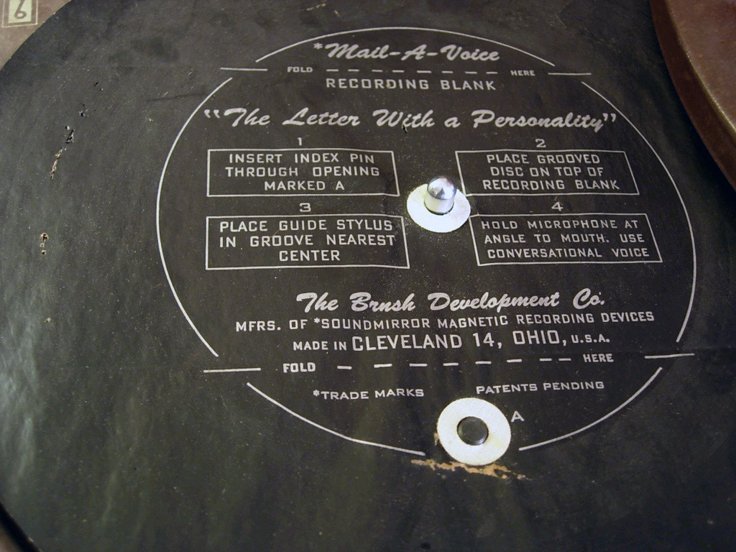 6
*Mail-A-Voice
FOLD HERE
RECORDING BLANK
"The Letter With a Personality"
1
INSERT INDEX PIN
THROUGH OPENING
MARKED A
2
PLACE GROOVED
DISC ON TOP OF
RECORDING BLANK
3
PLACE GUIDE STYLUS
IN GROOVE NEAREST
CENTER
4
HOLD MICROPHONE AT
ANGLE TO MOUTH. USE
CONVERSATIONAL VOICE
The Brush Development Co.
MFRS. OF *SOUNDMIRROR MAGNETIC RECORDING DEVICES
MADE IN CLEVELAND 14, OHIO, U.S.A.
FOLD HERE
*TRADE MARKS PATENTS PENDING
A